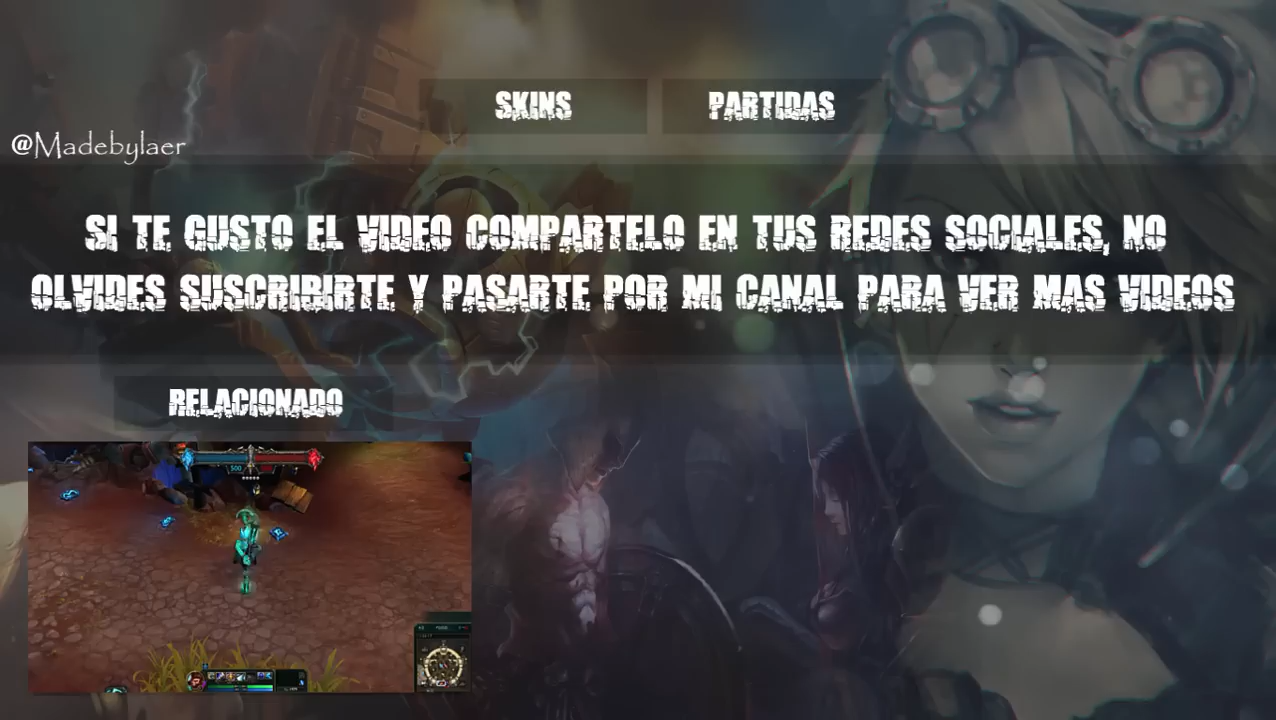 SKINS PARTIDAS
@Madebylaer
SI TE GUSTO EL VIDEO COMPARTELO EN TUS REDES SOCIALES, NO
OLVIDES SUSCRIBIRTE Y PASARTE POR MI CANAL PARA VER MAS VIDEOS
RELACIONADO
500